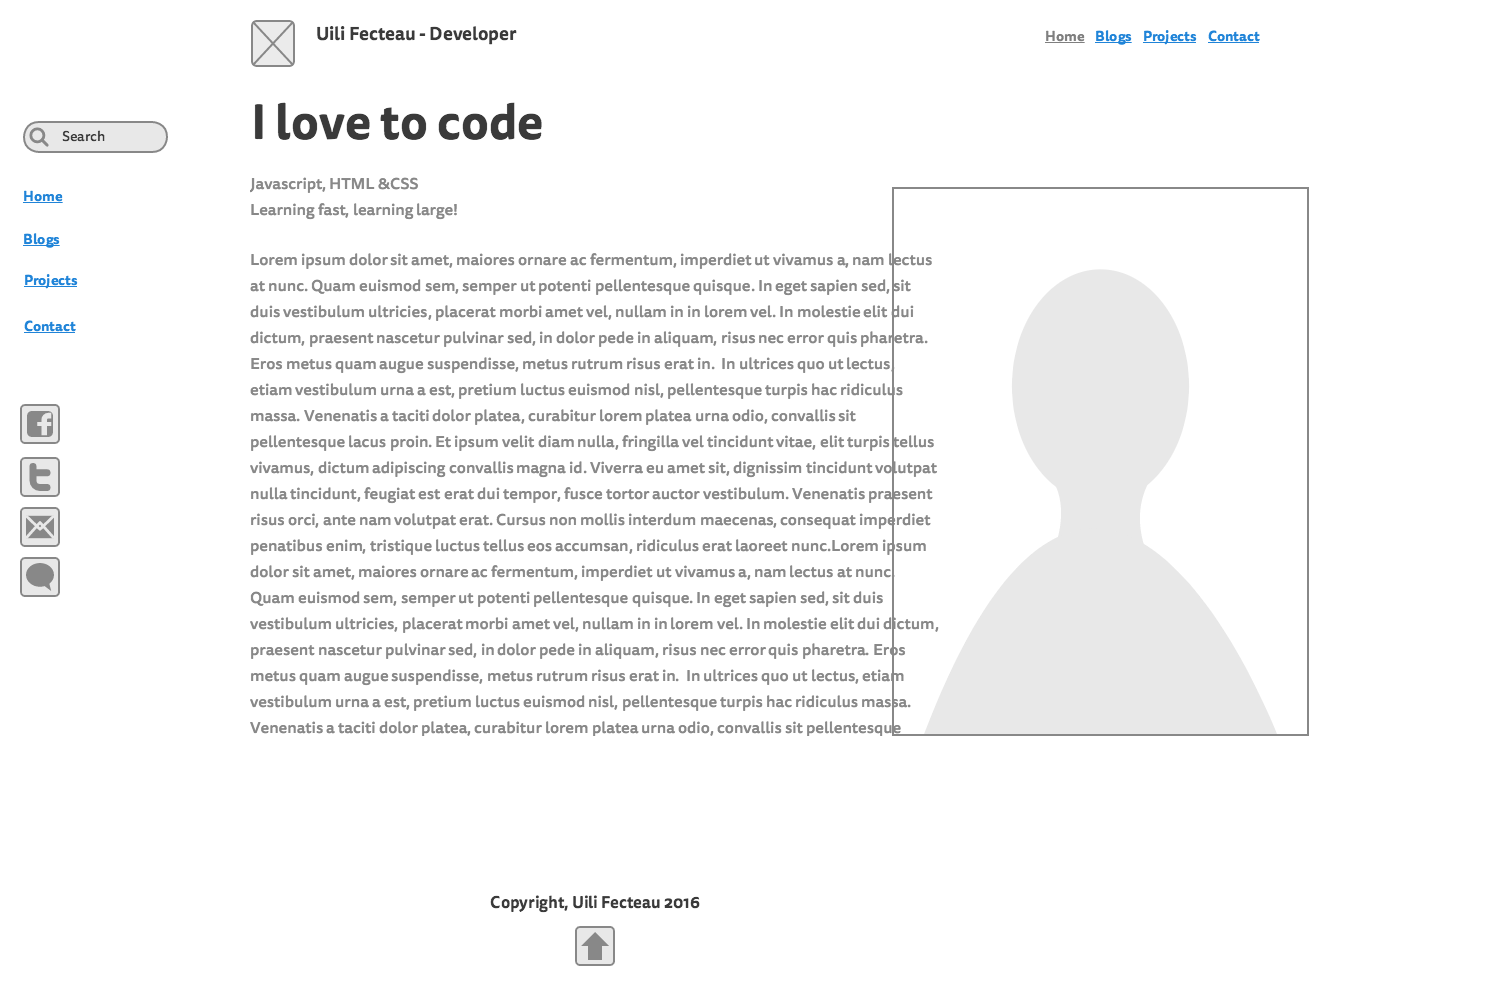 Uili Fecteau - Developer
Home Blogs Projects Contact
I love to code
Search
Home
Blogs
Projects
Contact
Javascript, HTML &CSS
Learning fast, learning large!
Lorem ipsum dolor sit amet, maiores ornare ac fermentum, imperdiet ut vivamus a, nam lectus
at nunc. Quam euismod sem, semper ut potenti pellentesque quisque. In eget sapien sed, sit
duis vestibulum ultricies, placerat morbi amet vel, nullam in in lorem vel. In molestie elit dui
dictum, praesent nascetur pulvinar sed, in dolor pede in aliquam, risus nec error quis pharetra.
Eros metus quam augue suspendisse, metus rutrum risus erat in.  In ultrices quo ut lectus,
etiam vestibulum urna a est, pretium luctus euismod nisl, pellentesque turpis hac ridiculus
massa. Venenatis a taciti dolor platea, curabitur lorem platea urna odio, convallis sit
pellentesque lacus proin. Et ipsum velit diam nulla, fringilla vel tincidunt vitae, elit turpis tellus
vivamus, dictum adipiscing convallis magna id. Viverra eu amet sit, dignissim tincidunt volutpat
nulla tincidunt, feugiat est erat dui tempor, fusce tortor auctor vestibulum. Venenatis praesent
risus orci, ante nam volutpat erat. Cursus non mollis interdum maecenas, consequat imperdiet
penatibus enim, tristique luctus tellus eos accumsan, ridiculus erat laoreet nunc.Lorem ipsum
dolor sit amet, maiores ornare ac fermentum, imperdiet ut vivamus a, nam lectus at nunc.
Quam euismod sem, semper ut potenti pellentesque quisque. In eget sapien sed, sit duis
vestibulum ultricies, placerat morbi amet vel, nullam in in lorem vel. In molestie elit dui dictum,
praesent nascetur pulvinar sed, in dolor pede in aliquam, risus nec error quis pharetra. Eros
metus quam augue suspendisse, metus rutrum risus erat in.  In ultrices quo ut lectus, etiam
vestibulum urna a est, pretium luctus euismod nisl, pellentesque turpis hac ridiculus massa.
Venenatis a taciti dolor platea, curabitur lorem platea urna odio, convallis sit pellentesque
Copyright, Uili Fecteau 2016